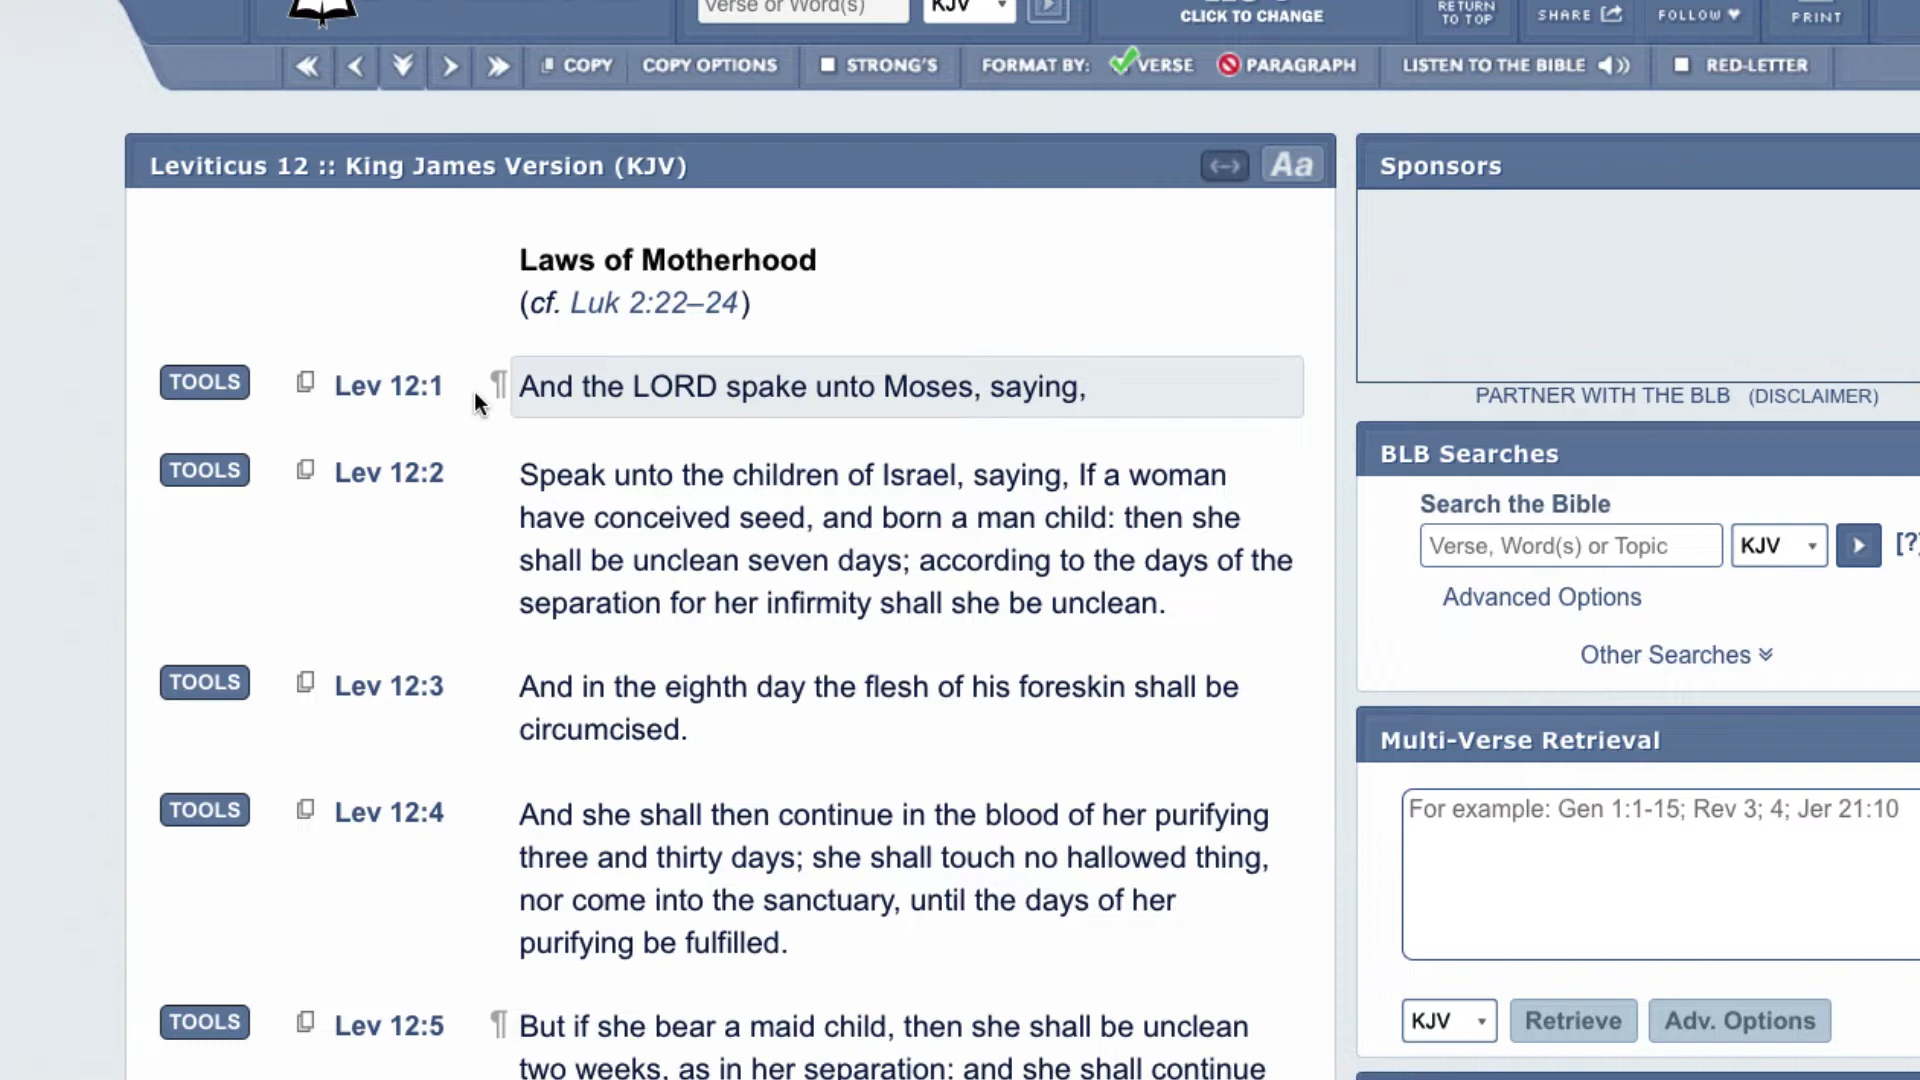 Verse or Word(s) KJV
CLICK TO CHANGE
RETURN
TO TOP
SHARE
FOLLOW
PRINT
COPY COPY OPTIONS STRONG'S FORMAT BY: VERSE PARAGRAPH LISTEN TO THE BIBLE RED-LETTER
Leviticus 12 :: King James Version (KJV) Aa
Laws of Motherhood
(cf. Luk 2:22–24)
TOOLS Lev 12:1 ¶ And the LORD spake unto Moses, saying,
TOOLS Lev 12:2 Speak unto the children of Israel, saying, If a woman
have conceived seed, and born a man child: then she
shall be unclean seven days; according to the days of the
separation for her infirmity shall she be unclean.
TOOLS Lev 12:3 And in the eighth day the flesh of his foreskin shall be
circumcised.
TOOLS Lev 12:4 And she shall then continue in the blood of her purifying
three and thirty days; she shall touch no hallowed thing,
nor come into the sanctuary, until the days of her
purifying be fulfilled.
TOOLS Lev 12:5 ¶ But if she bear a maid child, then she shall be unclean
two weeks, as in her separation: and she shall continue
Sponsors
PARTNER WITH THE BLB (DISCLAIMER)
BLB Searches
Search the Bible
Verse, Word(s) or Topic KJV [?]
Advanced Options
Other Searches
Multi-Verse Retrieval
For example: Gen 1:1-15; Rev 3; 4; Jer 21:10
KJV Retrieve Adv. Options